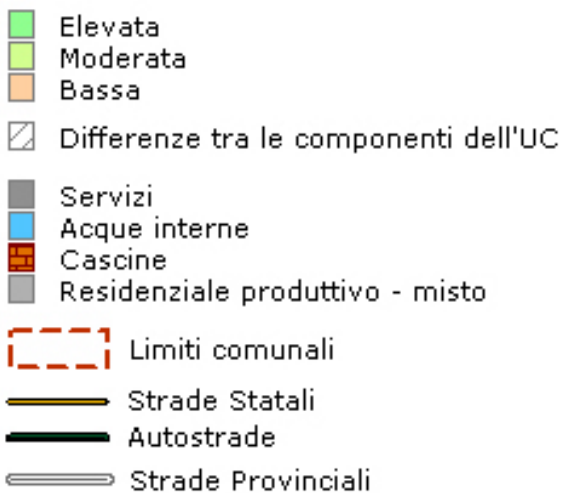 Elevata
Moderata
Bassa
Differenze tra le componenti dell'UC
Servizi
Acque interne
Cascine
Residenziale produttivo - misto
Limiti comunali
Strade Statali
Autostrade
Strade Provinciali